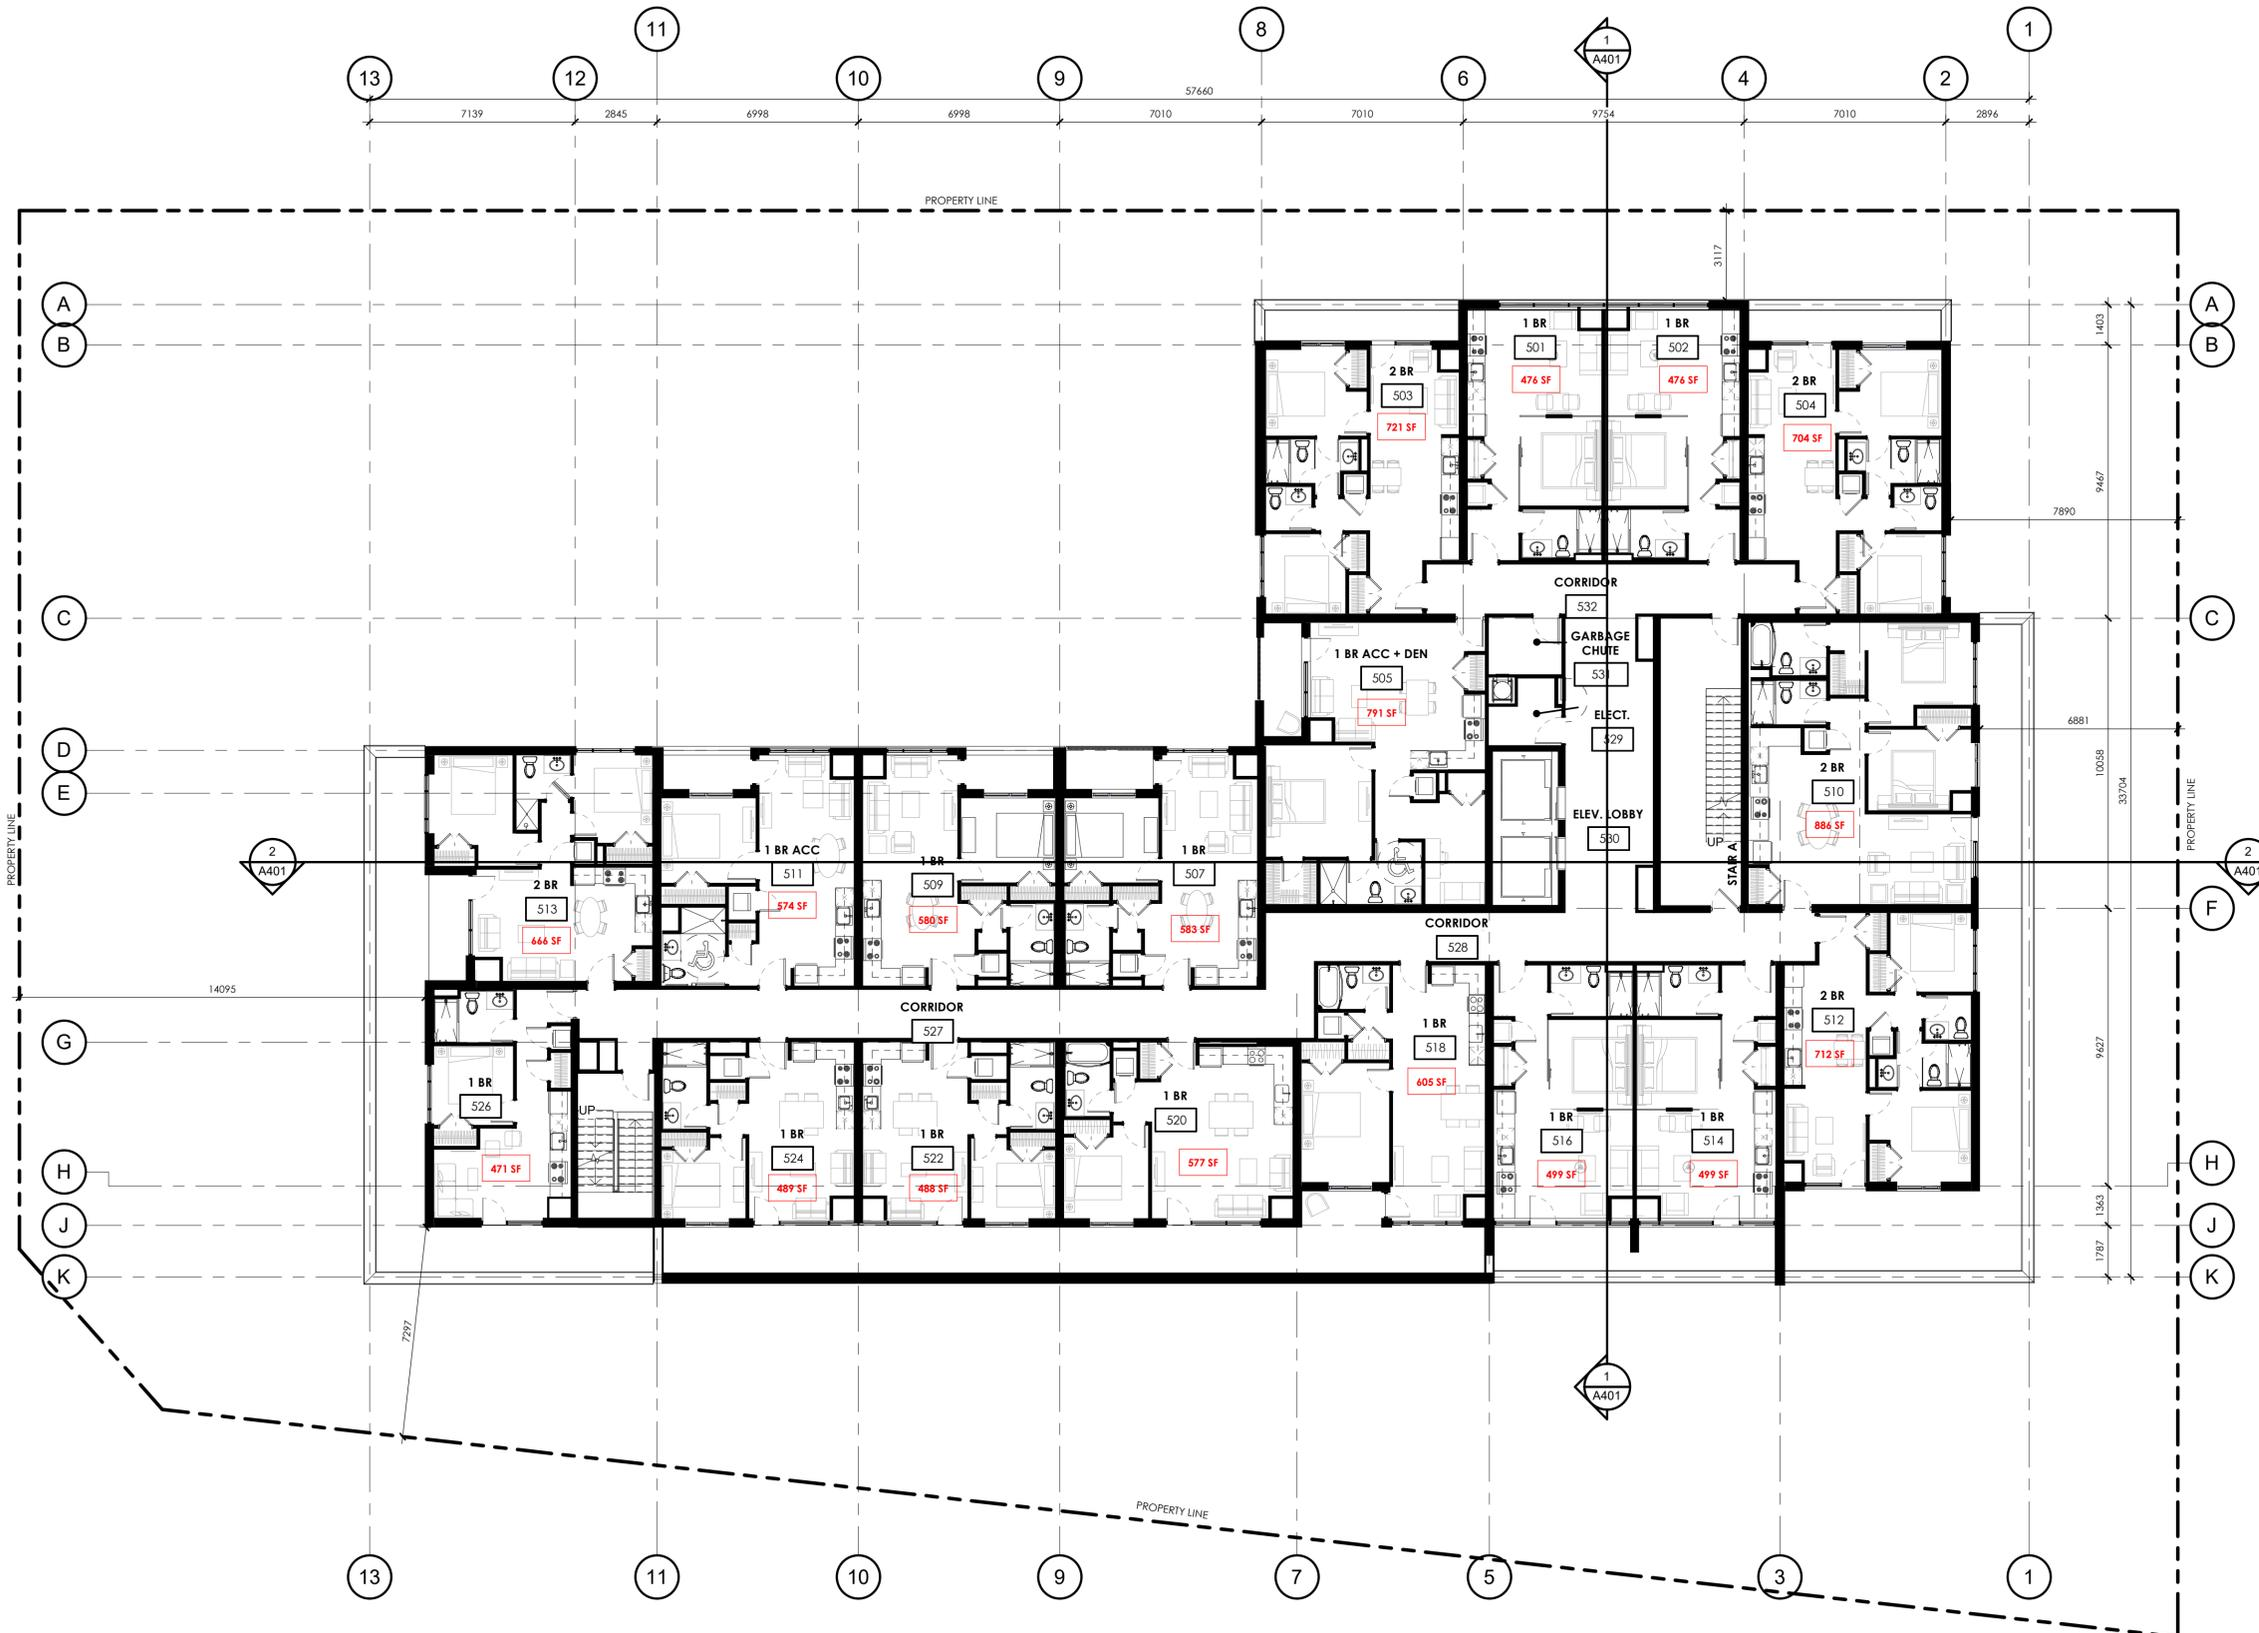 11
8
1
A401
1
13
12
10
9
6
4
2
57660
7139
2845
6998
6998
7010
7010
9754
7010
2896
PROPERTY LINE
3117
A
A
B
B
1403
1 BR
501
476 SF
1 BR
502
476 SF
2 BR
503
721 SF
2 BR
504
704 SF
9467
7890
CORRIDOR
532
C
C
GARBAGE
CHUTE
531
1 BR ACC + DEN
505
791 SF
ELECT.
529
6881
D
E
2 BR
510
886 SF
10058
33704
PROPERTY LINE
PROPERTY LINE
ELEV. LOBBY
530
UP
STAIR A
2
A401
2
A401
1 BR ACC
511
574 SF
1 BR
509
580 SF
1 BR
507
583 SF
2 BR
513
666 SF
F
CORRIDOR
528
14095
CORRIDOR
527
2 BR
512
712 SF
1 BR
518
605 SF
G
G
9627
1 BR
526
471 SF
UP
1 BR
524
489 SF
1 BR
522
488 SF
1 BR
520
577 SF
1 BR
516
499 SF
1 BR
514
499 SF
H
H
1363
J
J
1787
K
K
7297
1
A401
PROPERTY LINE
13
11
10
9
7
5
3
1